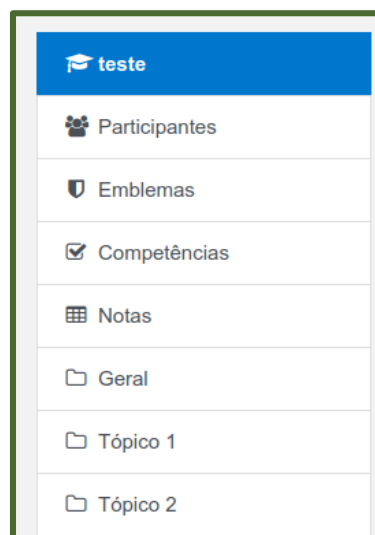 teste
Participantes
Emblemas
Competências
Notas
Geral
Tópico 1
Tópico 2